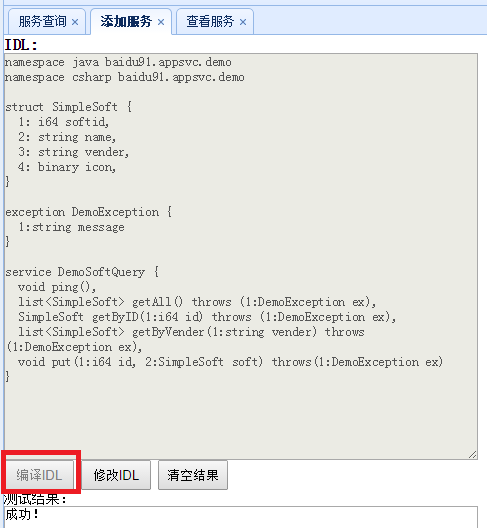 服务查询 × 添加服务 × 查看服务 ×
IDL:
namespace java baidu91.appsvc.demo
namespace csharp baidu91.appsvc.demo
struct SimpleSoft {
  1: i64 softid,
  2: string name,
  3: string vender,
  4: binary icon,
}
exception DemoException {
  1:string message
}
service DemoSoftQuery {
  void ping(),
  list<SimpleSoft> getAll() throws (1:DemoException ex),
  SimpleSoft getByID(1:i64 id) throws (1:DemoException ex),
  list<SimpleSoft> getByVender(1:string vender) throws
(1:DemoException ex),
  void put(1:i64 id, 2:SimpleSoft soft) throws(1:DemoException ex)
}
编译IDL 修改IDL 清空结果
测试结果:
成功!